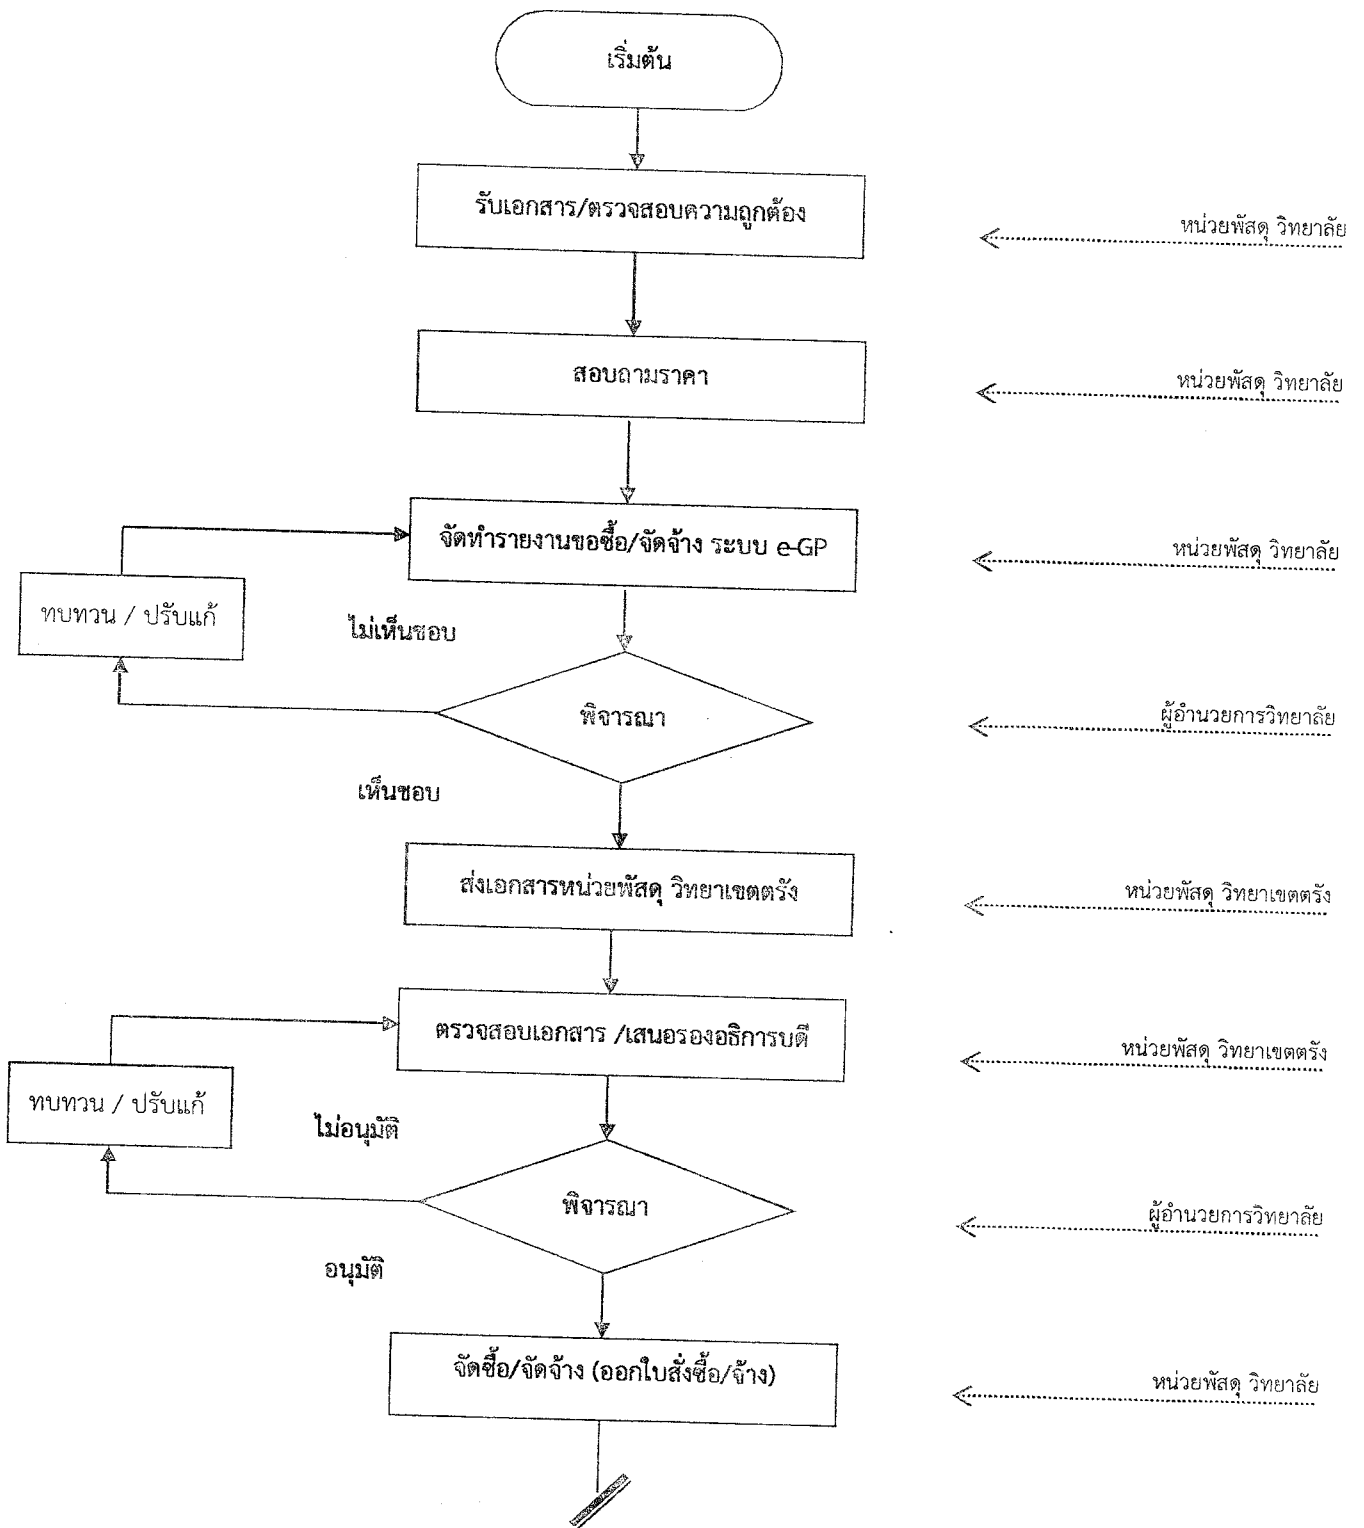 เริ่มต้น
รับเอกสาร/ตรวจสอบความถูกต้อง
หน่วยพัสดุ วิทยาลัย
สอบถามราคา
หน่วยพัสดุ วิทยาลัย
จัดทำรายงานขอซื้อ/จัดจ้าง ระบบ e-GP
หน่วยพัสดุ วิทยาลัย
ทบทวน / ปรับแก้
ไม่เห็นชอบ
พิจารณา
ผู้อำนวยการวิทยาลัย
เห็นชอบ
ส่งเอกสารหน่วยพัสดุ วิทยาเขตตรัง
หน่วยพัสดุ วิทยาเขตตรัง
ตรวจสอบเอกสาร /เสนอรองอธิการบดี
หน่วยพัสดุ วิทยาเขตตรัง
ทบทวน / ปรับแก้
ไม่อนุมัติ
พิจารณา
ผู้อำนวยการวิทยาลัย
อนุมัติ
จัดซื้อ/จัดจ้าง (ออกใบสั่งซื้อ/จ้าง)
หน่วยพัสดุ วิทยาลัย